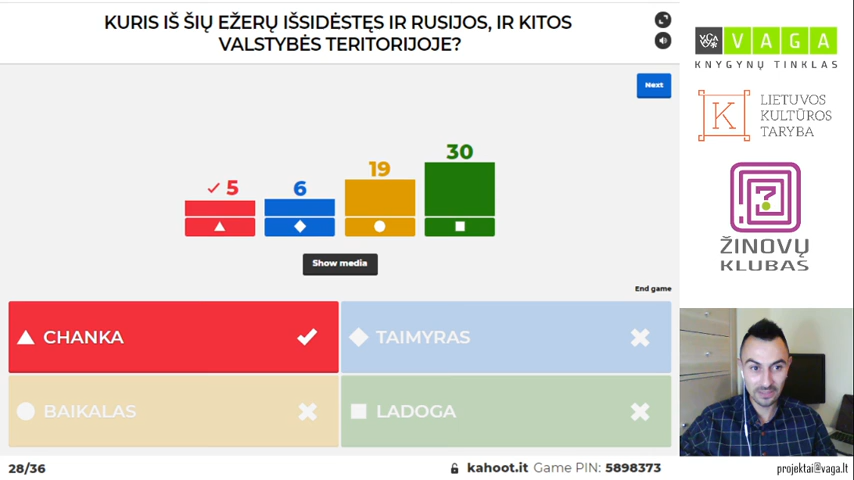 KURIS IŠ ŠIŲ EŽERŲ IŠSIDĖSTĘS IR RUSIJOS, IR KITOS
VALSTYBĖS TERITORIJOJE?
Next
5
6
19
30
Show media
End game
CHANKA
TAIMYRAS
BAIKALAS
LADOGA
28/36
kahoot.it Game PIN: 5898373
VAGA
KNYGYNŲ TINKLAS
K
LIETUVOS
KULTŪROS
TARYBA
?
ŽINOVŲ
KLUBAS
projektai@vaga.lt